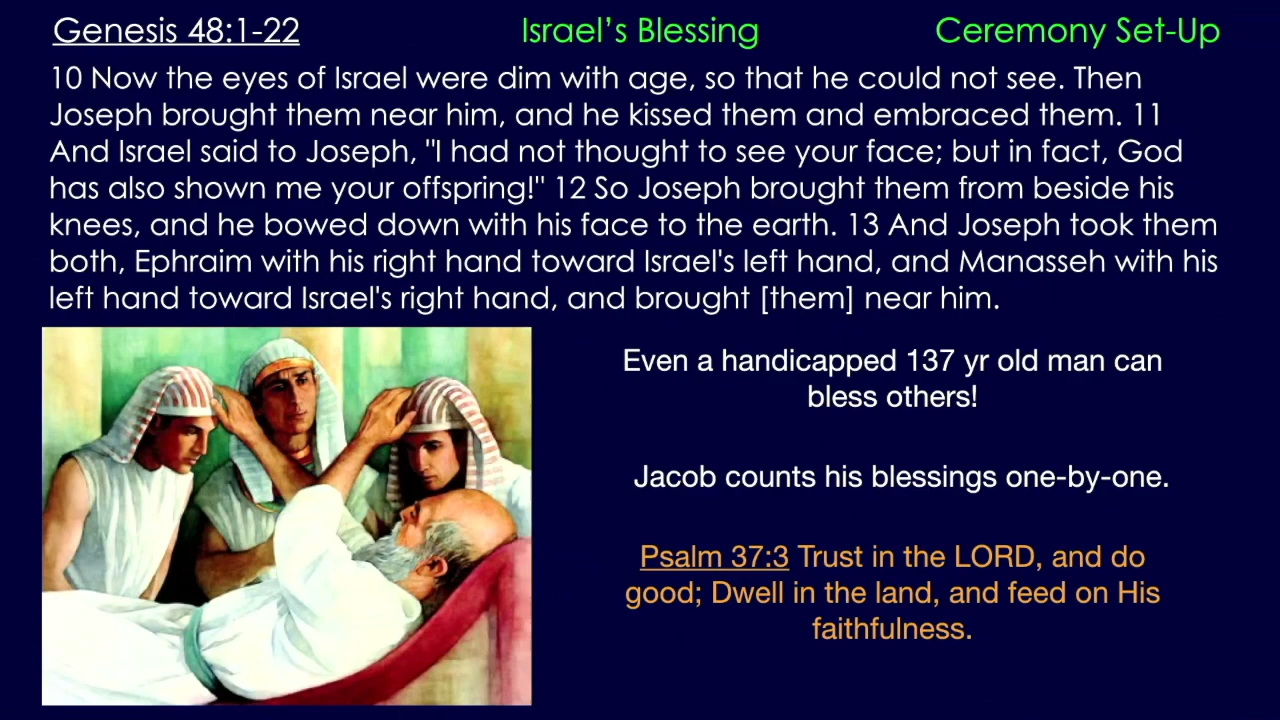 Genesis 48:1-22 Israel’s Blessing Ceremony Set-Up
10 Now the eyes of Israel were dim with age, so that he could not see. Then
Joseph brought them near him, and he kissed them and embraced them. 11
And Israel said to Joseph, "I had not thought to see your face; but in fact, God
has also shown me your offspring!" 12 So Joseph brought them from beside his
knees, and he bowed down with his face to the earth. 13 And Joseph took them
both, Ephraim with his right hand toward Israel's left hand, and Manasseh with his
left hand toward Israel's right hand, and brought [them] near him.
Even a handicapped 137 yr old man can
bless others!
Jacob counts his blessings one-by-one.
Psalm 37:3 Trust in the LORD, and do
good; Dwell in the land, and feed on His
faithfulness.